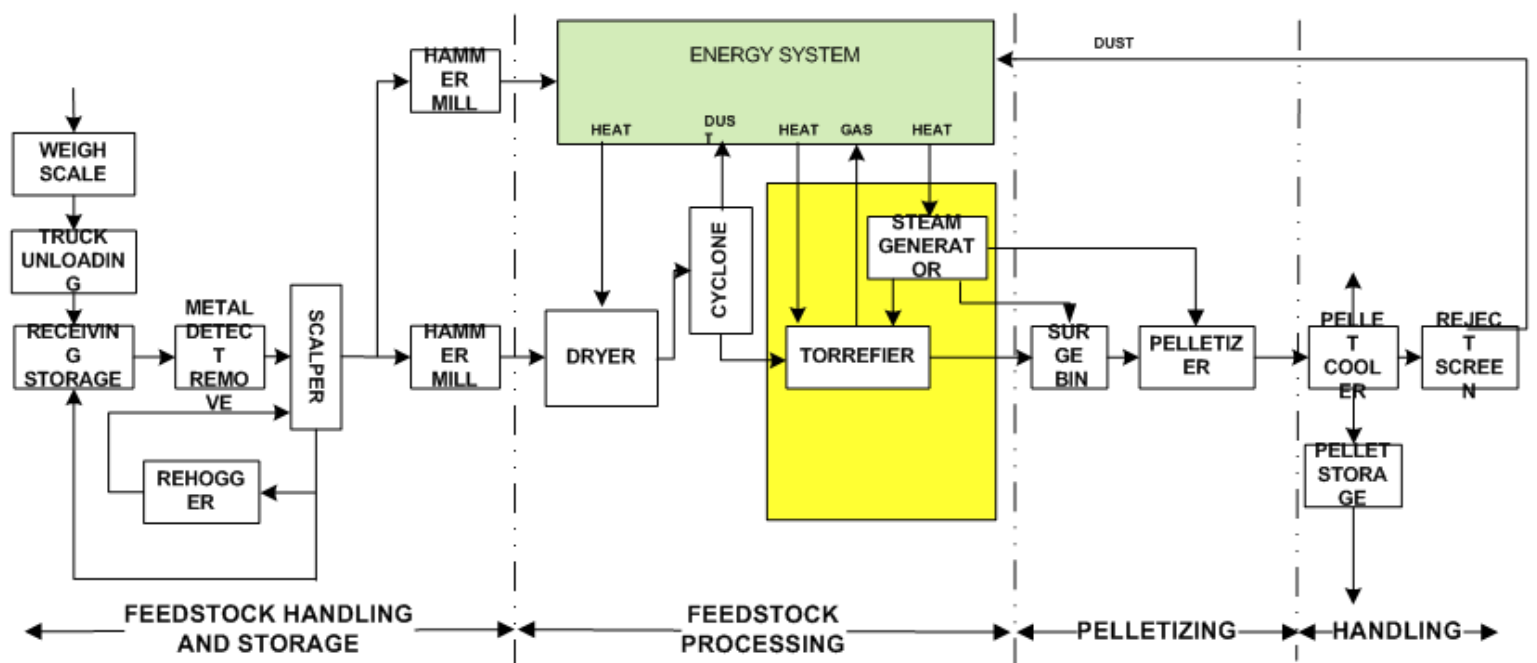 HAMM
ER
MILL
ENERGY SYSTEM
DUST
HEAT
DUS
T
HEAT
GAS
HEAT
WEIGH
SCALE
TRUCK
UNLOADIN
G
RECEIVIN
G
STORAGE
METAL
DETEC
T
REMO
VE
SCALPER
HAMM
ER
MILL
REHOGG
ER
DRYER
CYCLONE
STEAM
GENERAT
OR
TORREFIER
SUR
GE
BIN
PELLETIZ
ER
PELLE
T
COOL
ER
REJEC
T
SCREE
N
PELLET
STORA
GE
FEEDSTOCK HANDLING
AND STORAGE
FEEDSTOCK
PROCESSING
PELLETIZING
HANDLING